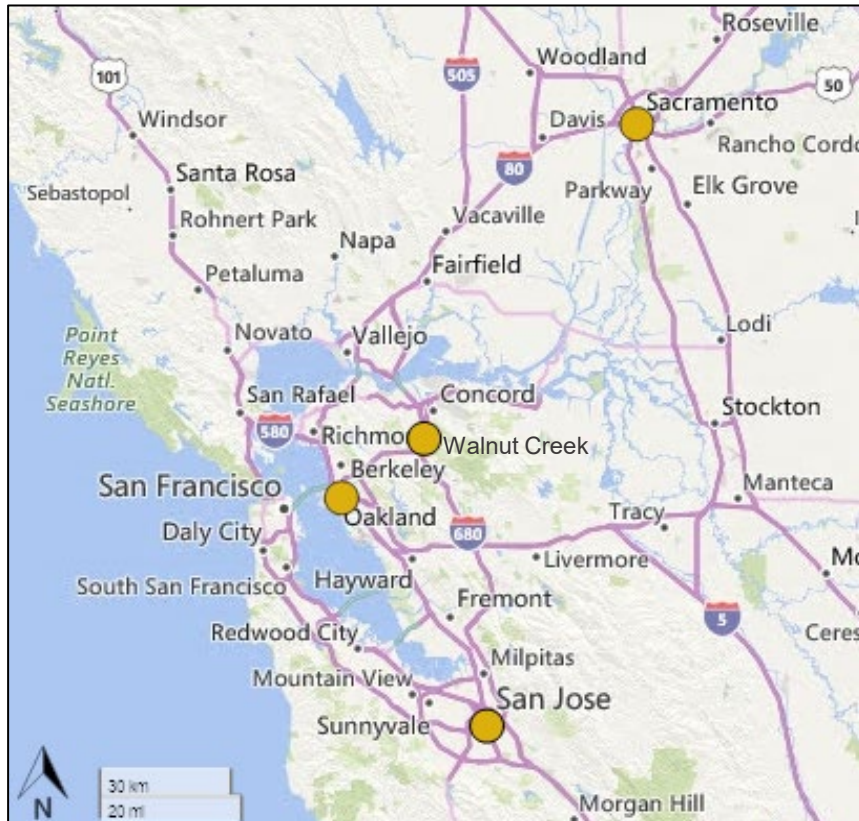 Roseville
Woodland
505
101
50
Sacramento
Windsor
Davis
Rancho Cordo
80
Santa Rosa
Parkway
Elk Grove
Sebastopol
Rohnert Park
Vacaville
Napa
Petaluma
Fairfield
Point
Reyes
Natl.
Seashore
Novato
Vallejo
Lodi
San Rafael
Concord
580
Richmo
Walnut Creek
Stockton
Berkeley
San Francisco
Manteca
Oakland
Tracy
Daly City
680
Livermore
Mo
South San Francisco
Hayward
Fremont
5
Ceres
Redwood City
Milpitas
Mountain View
San Jose
Sunnyvale
30 km
20 mi
N
Morgan Hill